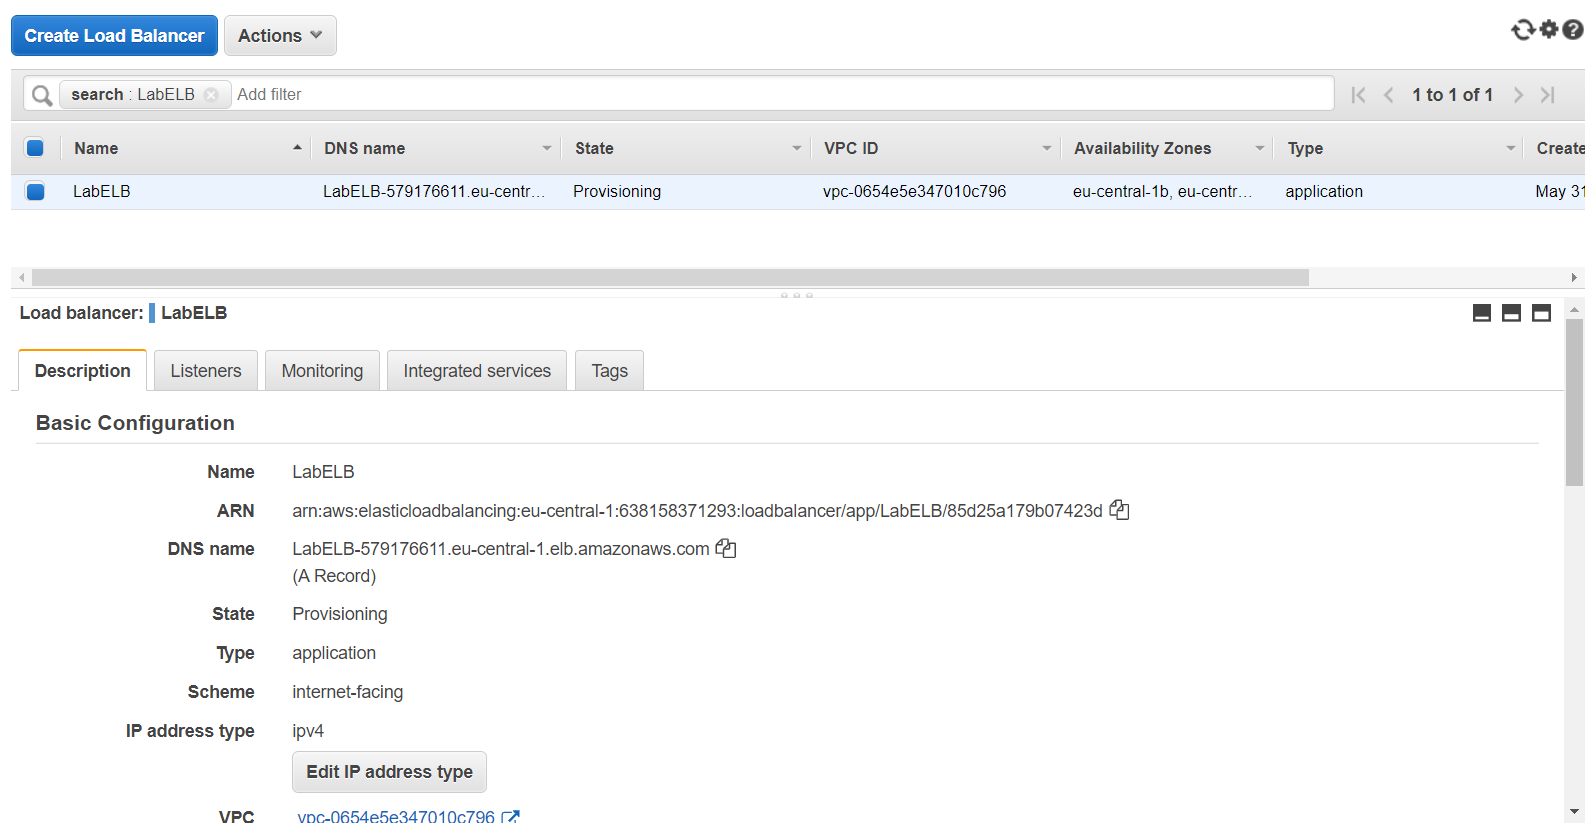 Create Load Balancer Actions
search : LabELB Add filter 1 to 1 of 1
Name DNS name State VPC ID Availability Zones Type Create
LabELB LabELB-579176611.eu-centr... Provisioning vpc-0654e5e347010c796 eu-central-1b, eu-centr... application May 31
Load balancer: LabELB
Description Listeners Monitoring Integrated services Tags
Basic Configuration
Name LabELB
ARN arn:aws:elasticloadbalancing:eu-central-1:638158371293:loadbalancer/app/LabELB/85d25a179b07423d
DNS name LabELB-579176611.eu-central-1.elb.amazonaws.com
(A Record)
State Provisioning
Type application
Scheme internet-facing
IP address type ipv4
Edit IP address type
VPC vpc-0654e5e347010c796